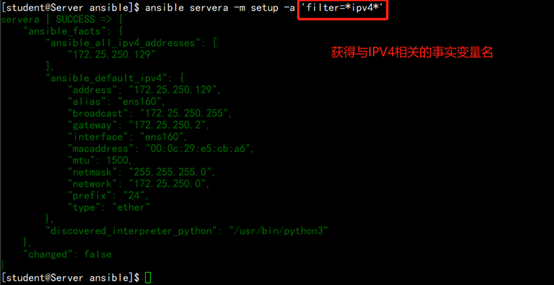 [student@Server ansible]$ ansible servera -m setup -a 'filter=*ipv4*'
servera | SUCCESS => {
    "ansible_facts": {
        "ansible_all_ipv4_addresses": [
            "172.25.250.129"
        ],
        "ansible_default_ipv4": {
            "address": "172.25.250.129",
            "alias": "ens160",
            "broadcast": "172.25.250.255",
            "gateway": "172.25.250.2",
            "interface": "ens160",
            "macaddress": "00:0c:29:e5:cb:a6",
            "mtu": 1500,
            "netmask": "255.255.255.0",
            "network": "172.25.250.0",
            "prefix": "24",
            "type": "ether"
        },
        "discovered_interpreter_python": "/usr/bin/python3"
    },
    "changed": false
}
[student@Server ansible]$
获得与IPV4相关的事实变量名